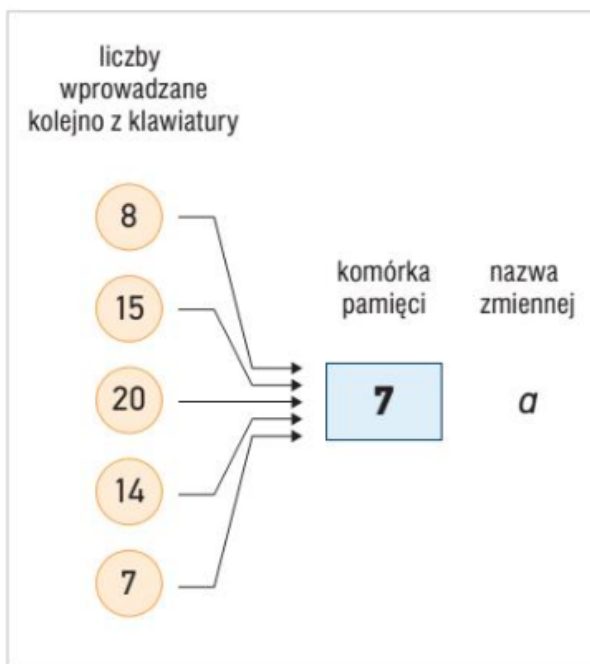 liczby
wprowadzane
kolejno z klawiatury
8
15
20
14
7
komórka
pamięci
7
nazwa
zmiennej
a